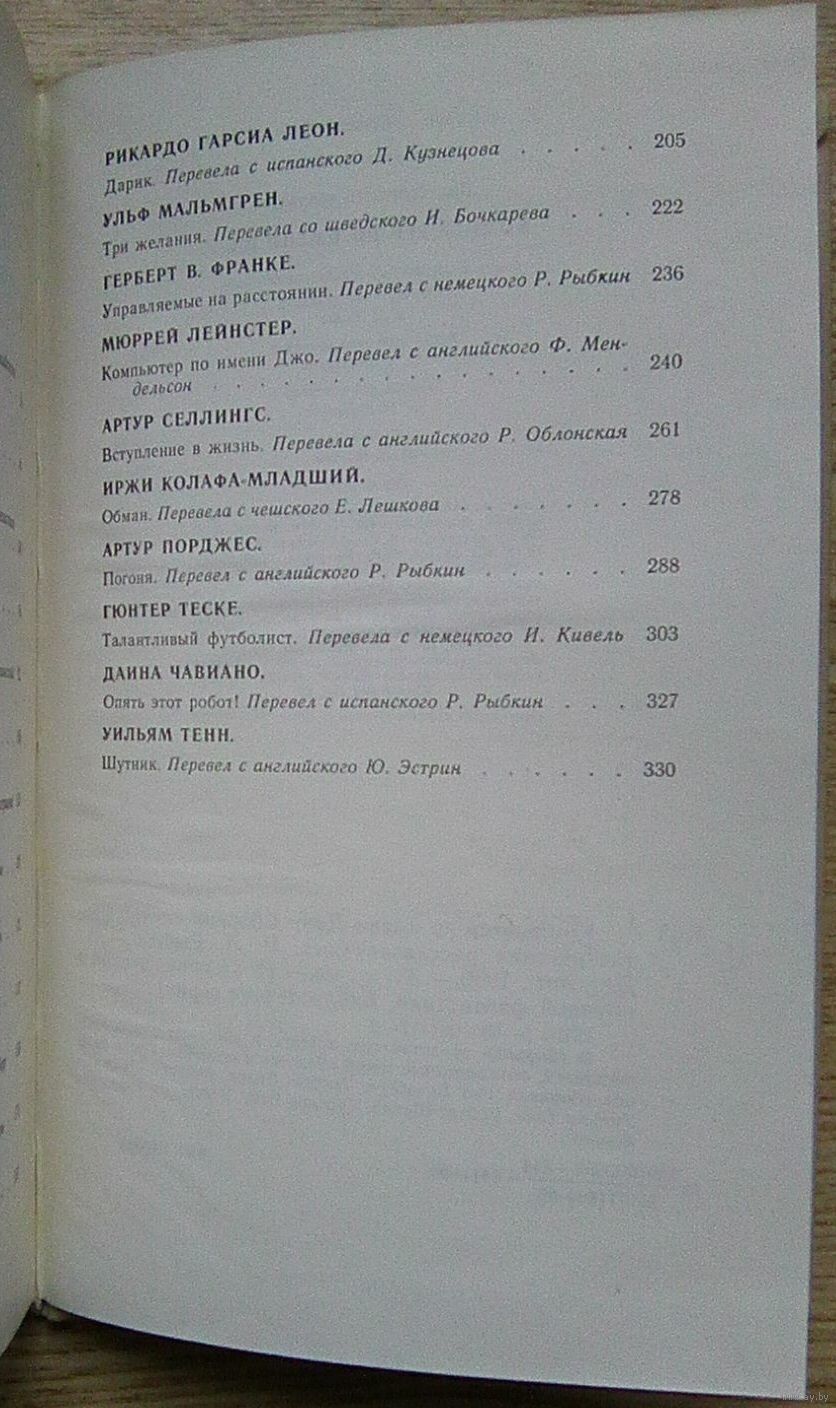 РИКАРДО ГАРСИА ЛЕОН.
Дарик. Перевела с испанского Д. Кузнецова . . . . . 205
УЛЬФ МАЛЬМГРЕН.
Три желания. Перевела со шведского И. Бочкарева . . . 222
ГЕРБЕРТ В. ФРАНКЕ.
Управляемые на расстоянии. Перевел с немецкого Р. Рыбкин 236
МЮРРЕЙ ЛЕЙНСТЕР.
Компьютер по имени Джо. Перевел с английского Ф. Мен-
дельсон . . . . . . . . . . . . . . . . 240
АРТУР СЕЛЛИНГС.
Вступление в жизнь. Перевела с английского Р. Облонская 261
ИРЖИ КОЛАФА-МЛАДШИЙ.
Обман. Перевела с чешского Е. Лешкова . . . . . . . 278
АРТУР ПОРДЖЕС.
Погоня. Перевел с английского Р. Рыбкин . . . . . . 288
ГЮНТЕР ТЕСКЕ.
Талантливый футболист. Перевела с немецкого И. Кивель 303
ДАИНА ЧАВИАНО.
Опять этот робот! Перевел с испанского Р. Рыбкин . . . 327
УИЛЬЯМ ТЕНН.
Шутник. Перевел с английского Ю. Эстрин . . . . . . 330